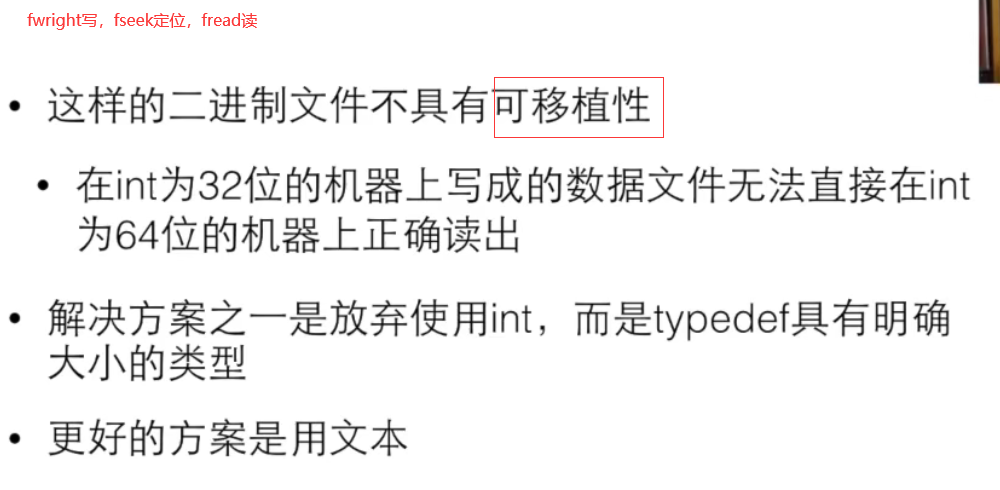 fwright写，fseek定位，fread读
• 这样的二进制文件不具有可移植性
• 在int为32位的机器上写成的数据文件无法直接在int
为64位的机器上正确读出
• 解决方案之一是放弃使用int，而是typedef具有明确
大小的类型
• 更好的方案是用文本